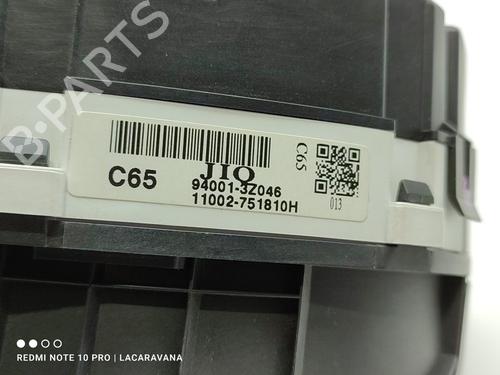 B-PARTS
C65
JIQ
94001-3Z046
11002-751810H
C65
013
REDMI NOTE 10 PRO | LACARAVANA